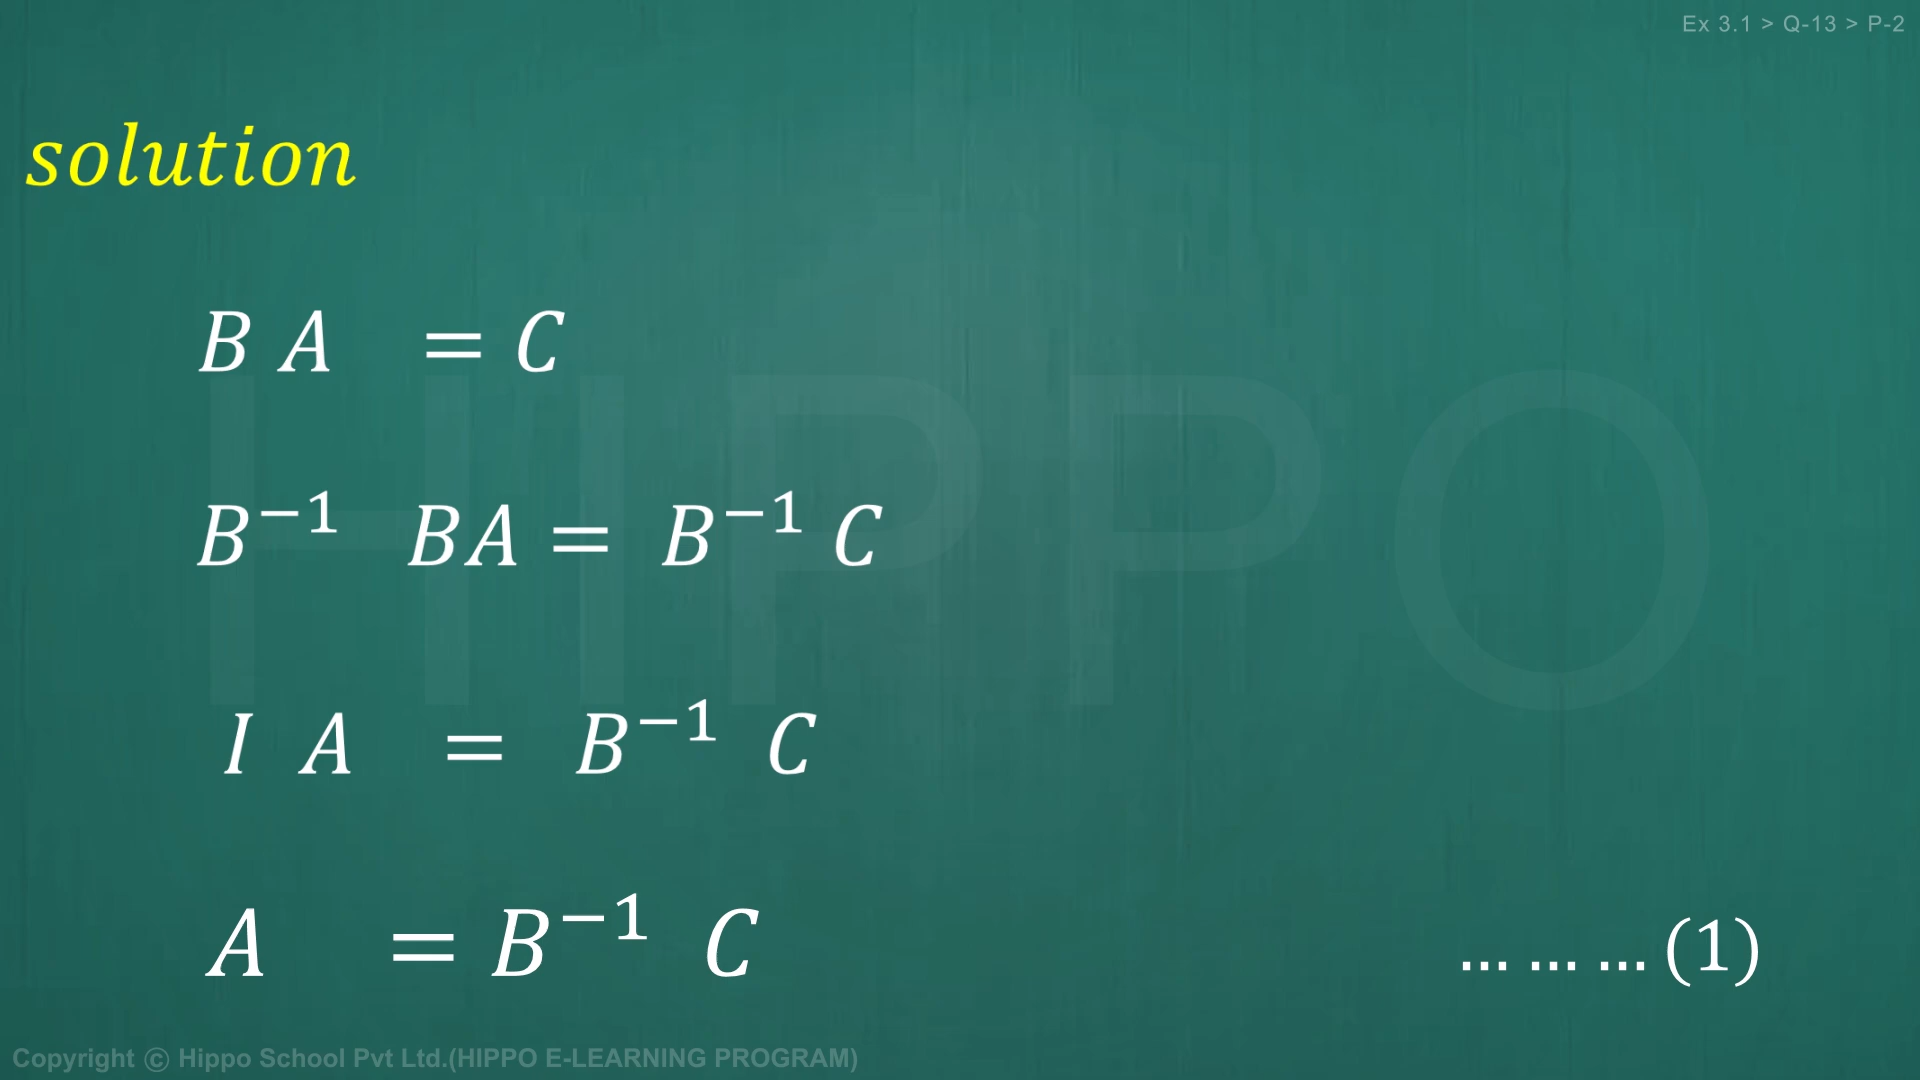 Ex 3.1 > Q-13 > P-2
solution
B A = C
B⁻¹ BA = B⁻¹ C
I A = B⁻¹ C
A = B⁻¹ C ... ... ... (1)
HIPPO
Copyright © Hippo School Pvt Ltd.(HIPPO E-LEARNING PROGRAM)